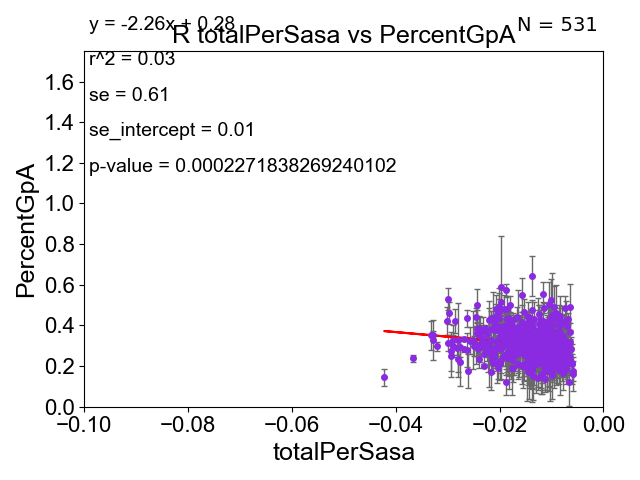 y = -2.26x + 0.28
N = 531
R totalPerSasa vs PercentGpA
r^2 = 0.03
se = 0.61
se_intercept = 0.01
p-value = 0.0002271838269240102
PercentGpA
1.6
1.4
1.2
1.0
0.8
0.6
0.4
0.2
0.0
−0.10 −0.08 −0.06 −0.04 −0.02 0.00
totalPerSasa